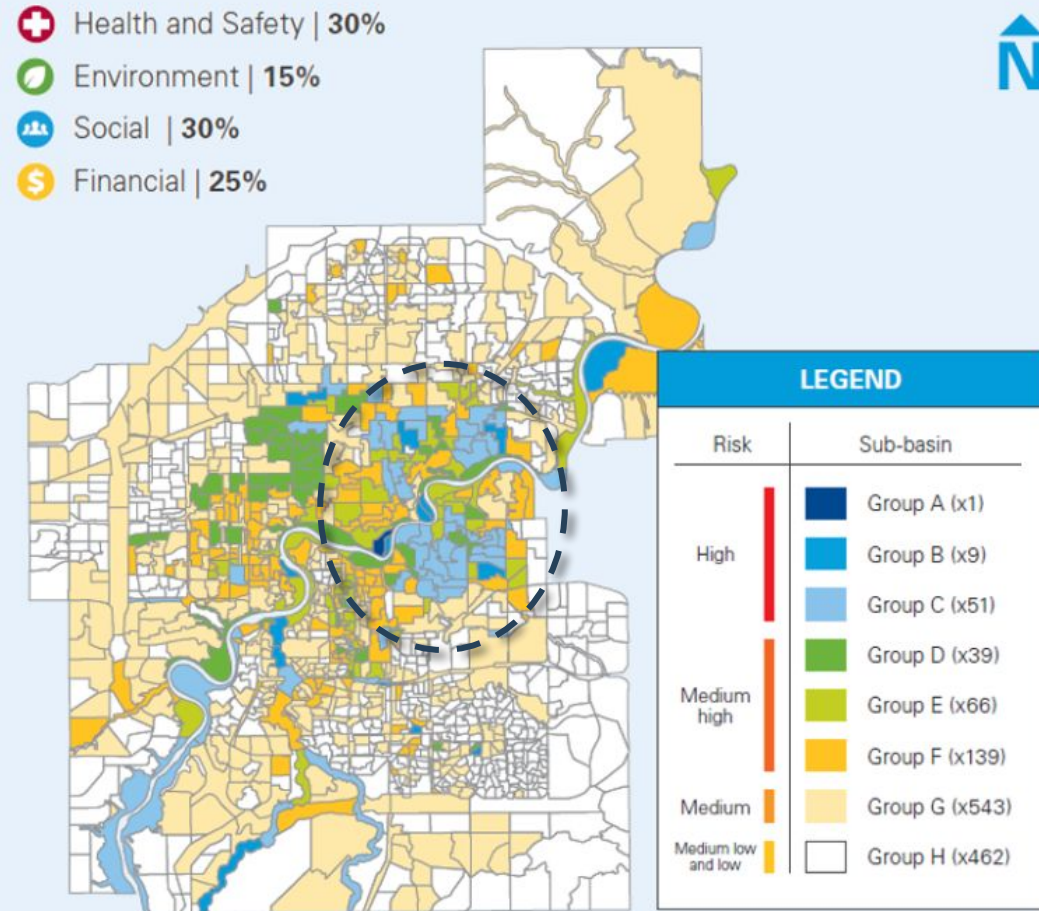 Health and Safety | 30%
Environment | 15%
Social | 30%
Financial | 25%
N
LEGEND
Risk
Sub-basin
High
Group A (x1)
Group B (x9)
Group C (x51)
Medium
high
Group D (x39)
Group E (x66)
Group F (x139)
Medium
Group G (x543)
Medium low
and low
Group H (x462)